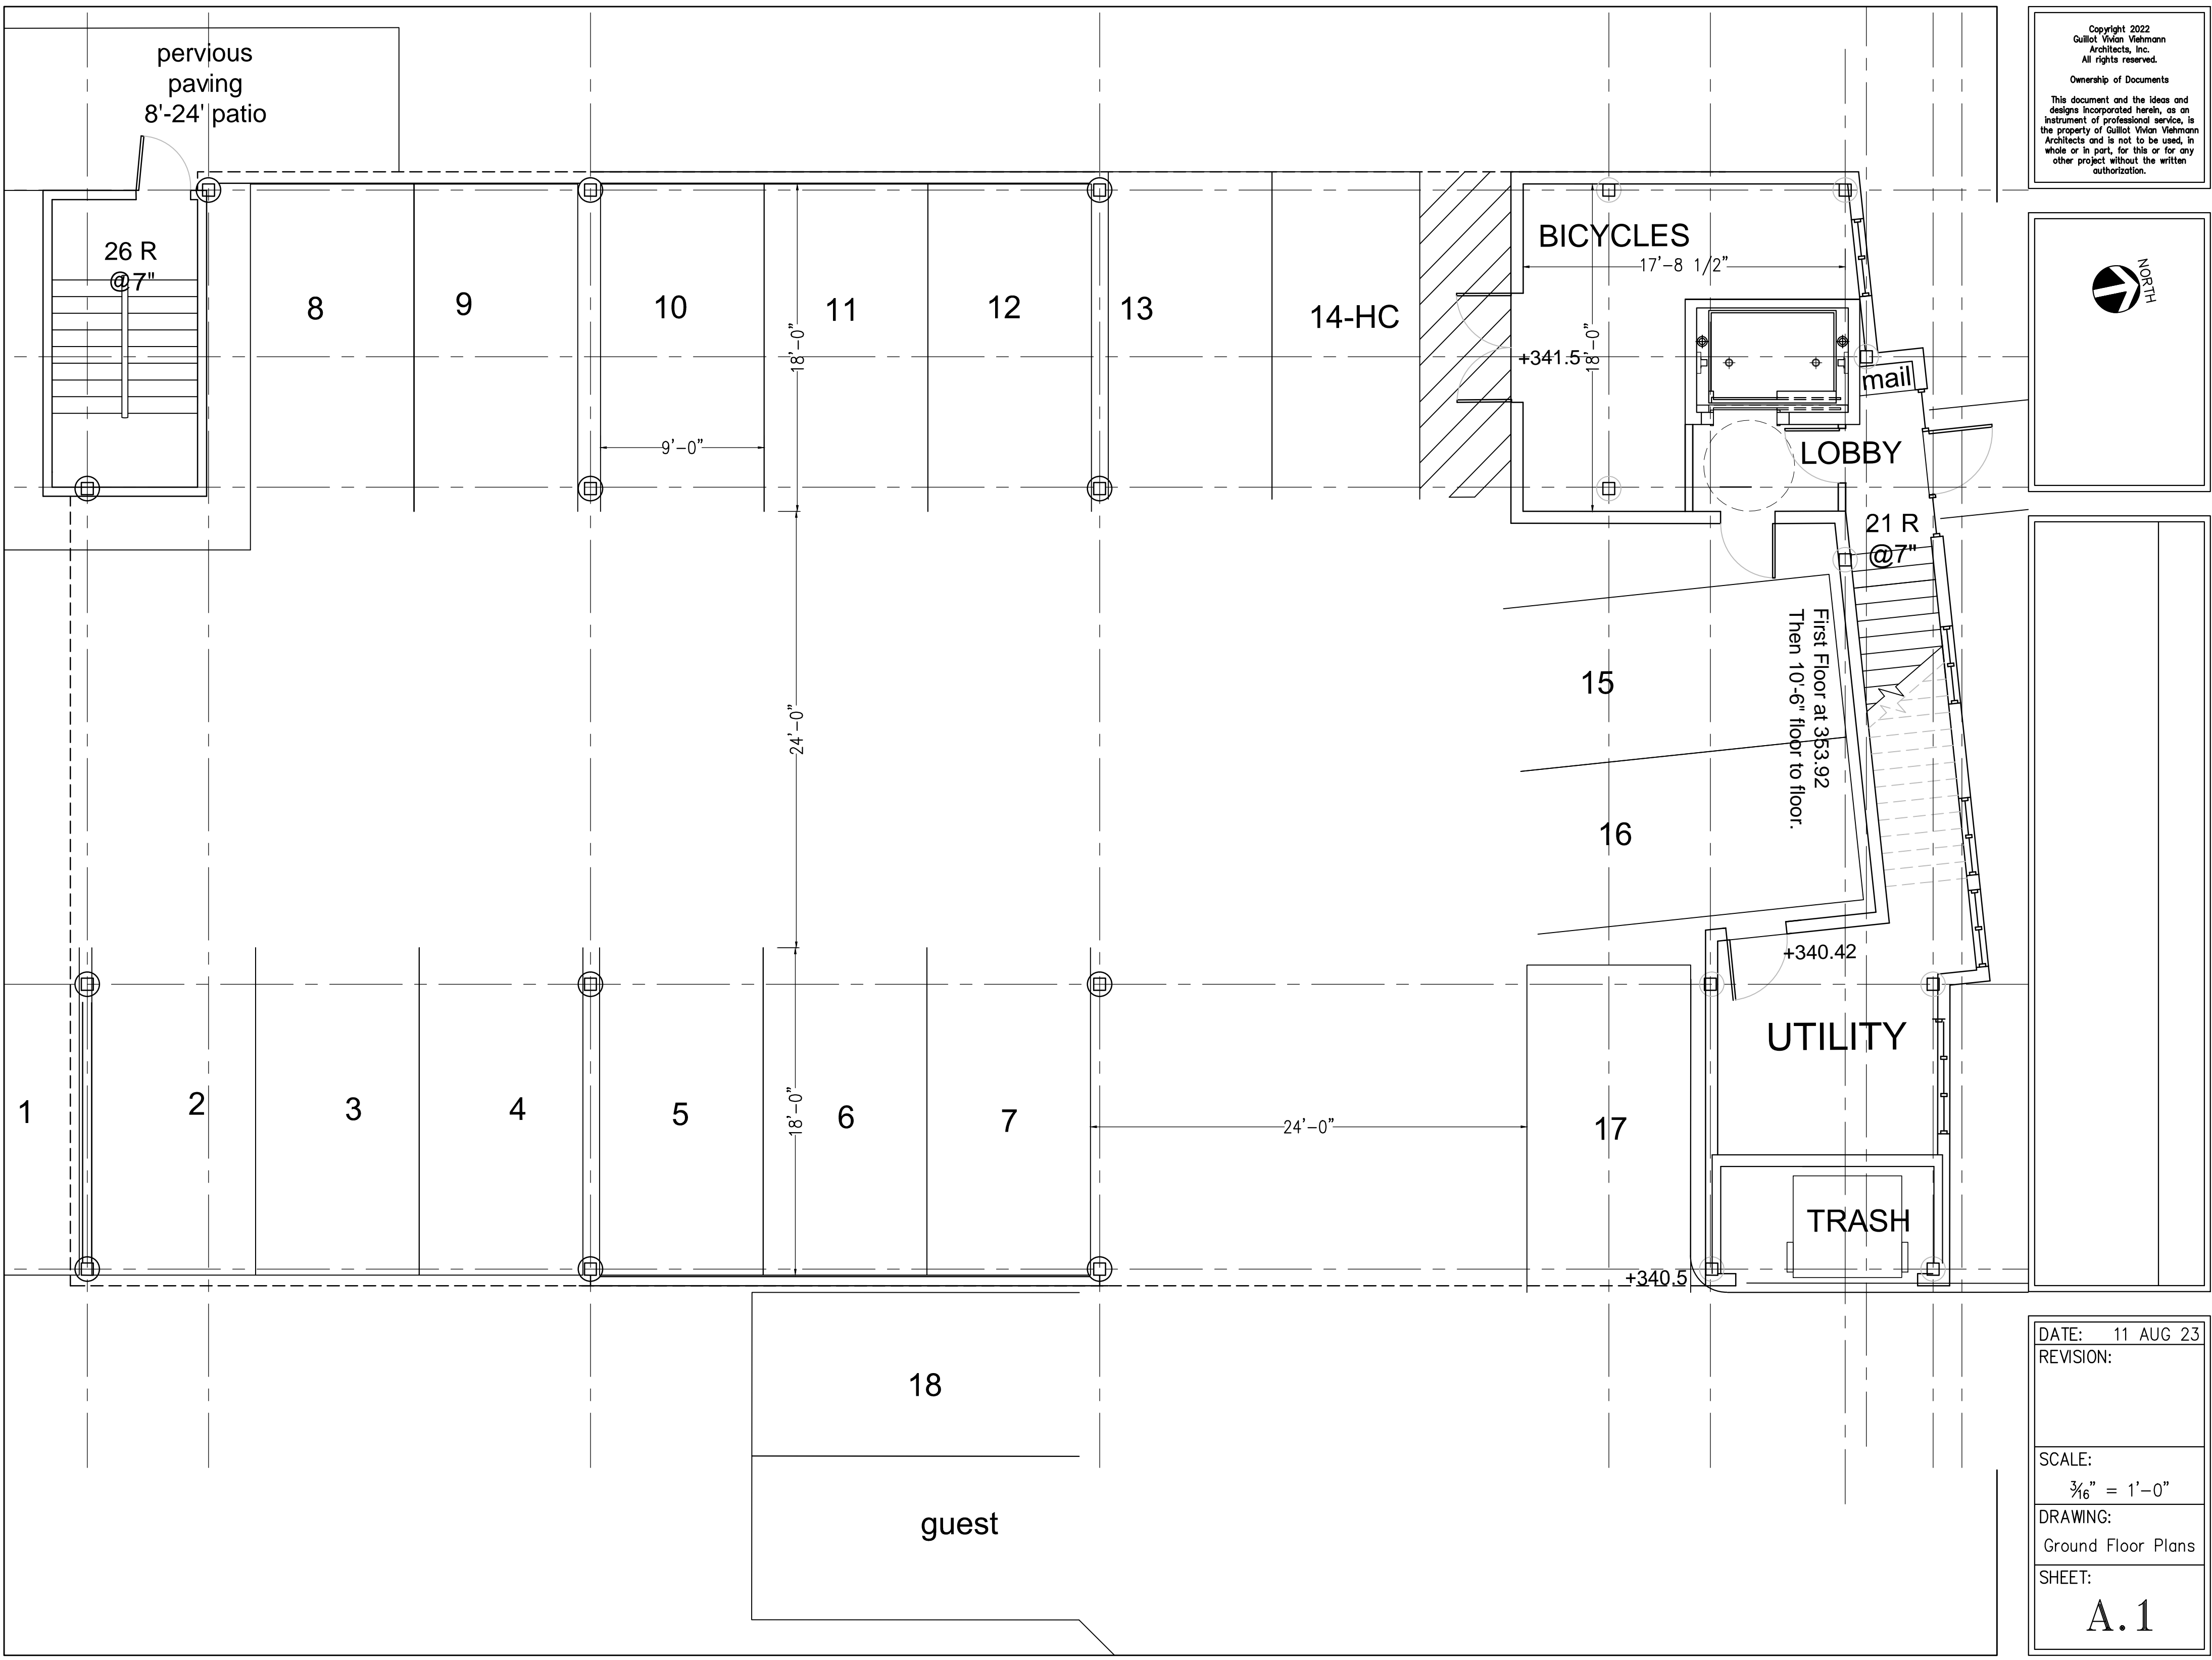 pervious
paving
8'-24' patio
26 R
@7"
8
9
10
11
12
13
14-HC
18'-0"
9'-0"
BICYCLES
17'-8 1/2"
+341.5
18'-0"
mail
LOBBY
21 R
@7"
24'-0"
15
16
First Floor at 353.92
Then 10'-6" floor to floor.
+340.42
UTILITY
1
2
3
4
5
18'-0"
6
7
24'-0"
17
TRASH
+340.5
18
guest
Copyright 2022
Guillot Vivian Viehmann
Architects, Inc.
All rights reserved.
Ownership of Documents
This document and the ideas and
designs incorporated herein, as an
instrument of professional service, is
the property of Guillot Vivian Viehmann
Architects and is not to be used, in
whole or in part, for this or for any
other project without the written
authorization.
NORTH
DATE: 11 AUG 23
REVISION:
SCALE:
3/16" = 1'-0"
DRAWING:
Ground Floor Plans
SHEET:
A.1